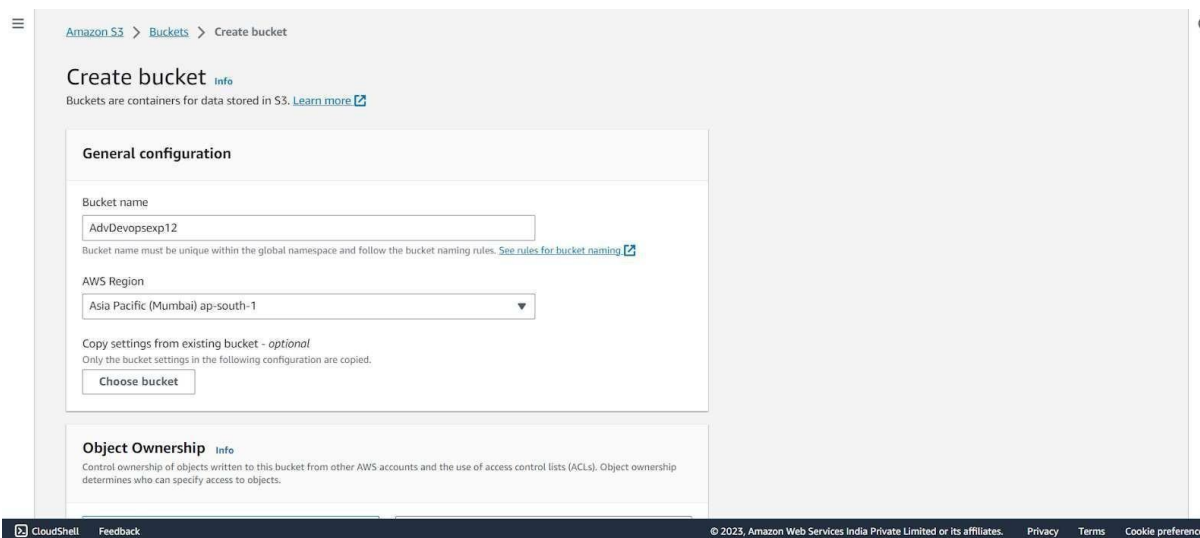 Amazon S3 > Buckets > Create bucket
Create bucket Info
Buckets are containers for data stored in S3. Learn more
General configuration
Bucket name
AdvDevopsexp12
Bucket name must be unique within the global namespace and follow the bucket naming rules. See rules for bucket naming
AWS Region
Asia Pacific (Mumbai) ap-south-1
Copy settings from existing bucket - optional
Only the bucket settings in the following configuration are copied.
Choose bucket
Object Ownership Info
Control ownership of objects written to this bucket from other AWS accounts and the use of access control lists (ACLs). Object ownership
determines who can specify access to objects.
CloudShell Feedback © 2023, Amazon Web Services India Private Limited or its affiliates. Privacy Terms Cookie preferenc